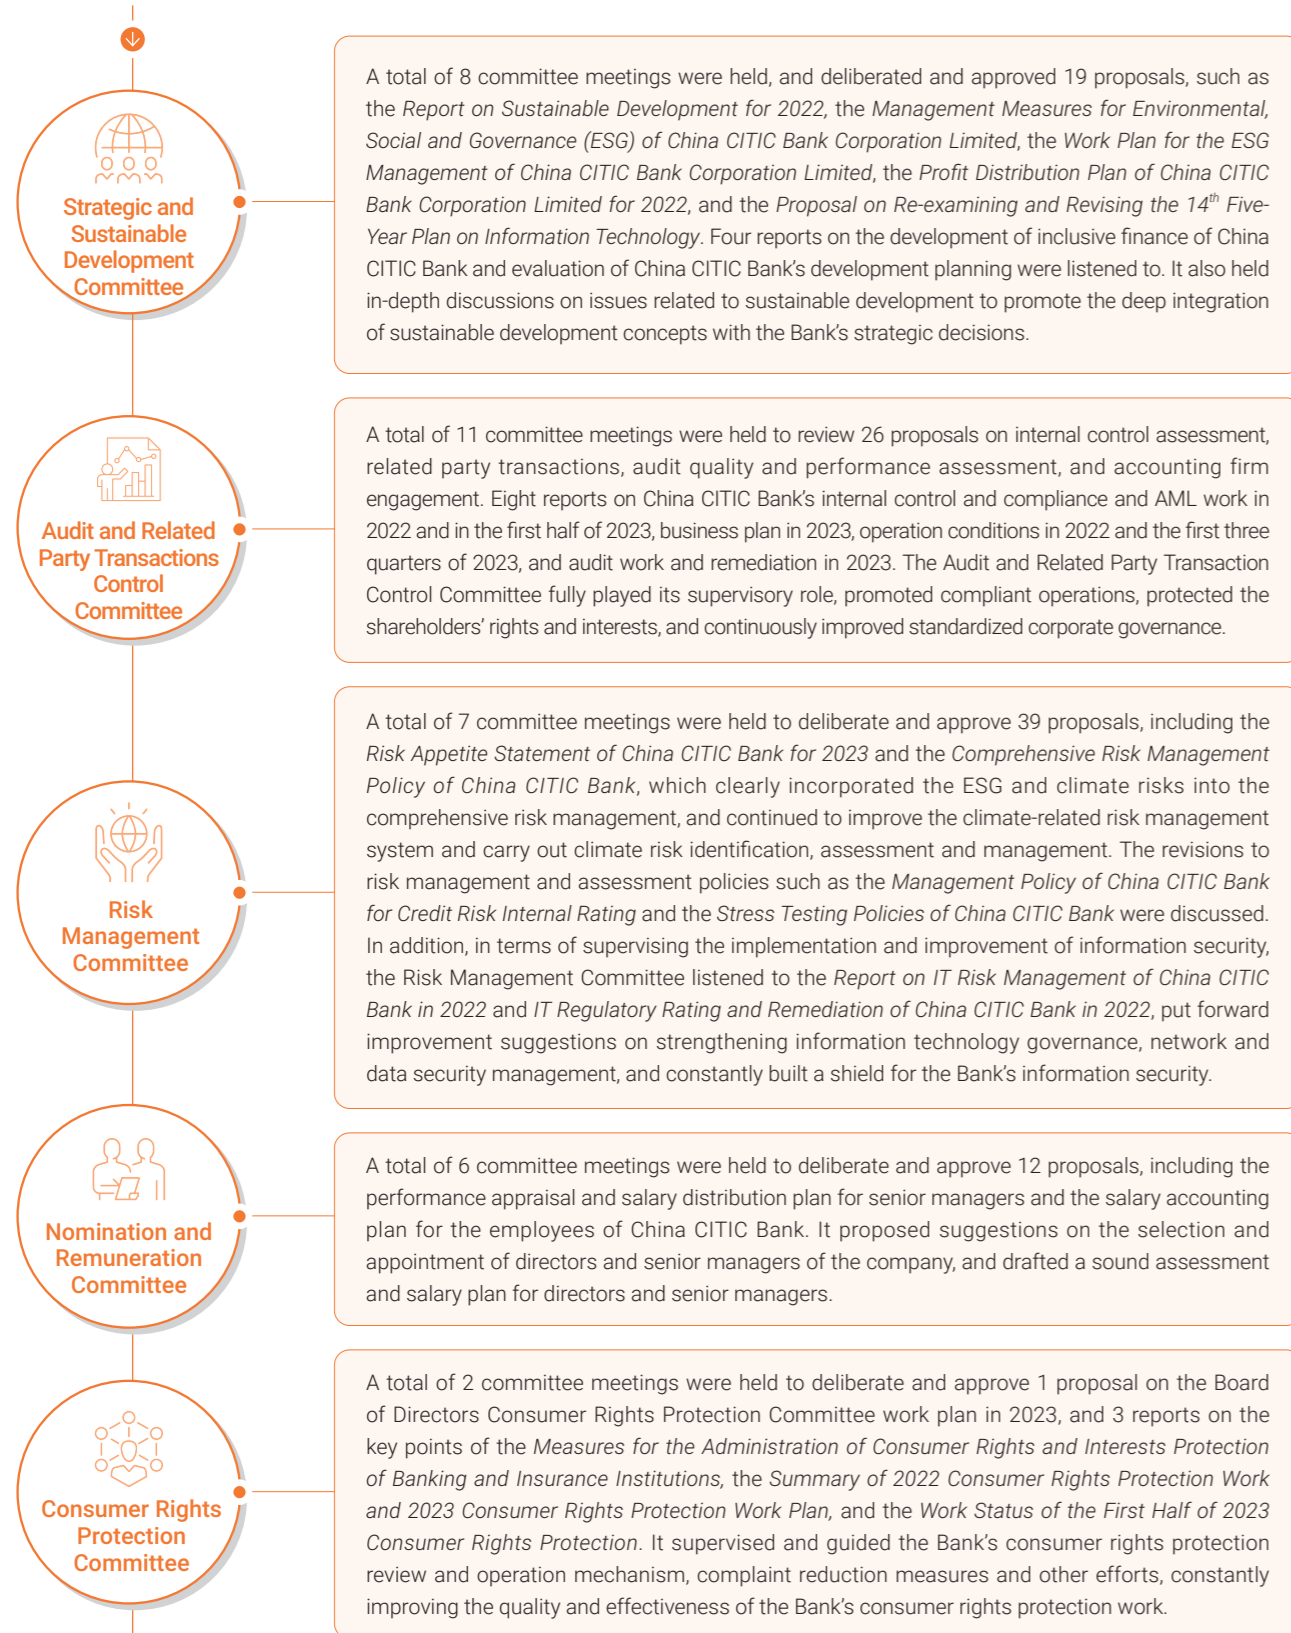 Strategic and
Sustainable
Development
Committee
A total of 8 committee meetings were held, and deliberated and approved 19 proposals, such as
the Report on Sustainable Development for 2022, the Management Measures for Environmental,
Social and Governance (ESG) of China CITIC Bank Corporation Limited, the Work Plan for the ESG
Management of China CITIC Bank Corporation Limited, the Profit Distribution Plan of China CITIC
Bank Corporation Limited for 2022, and the Proposal on Re-examining and Revising the 14th Five-
Year Plan on Information Technology. Four reports on the development of inclusive finance of China
CITIC Bank and evaluation of China CITIC Bank's development planning were listened to. It also held
in-depth discussions on issues related to sustainable development to promote the deep integration
of sustainable development concepts with the Bank's strategic decisions.
Audit and Related
Party Transactions
Control
Committee
A total of 11 committee meetings were held to review 26 proposals on internal control assessment,
related party transactions, audit quality and performance assessment, and accounting firm
engagement. Eight reports on China CITIC Bank's internal control and compliance and AML work in
2022 and in the first half of 2023, business plan in 2023, operation conditions in 2022 and the first three
quarters of 2023, and audit work and remediation in 2023. The Audit and Related Party Transaction
Control Committee fully played its supervisory role, promoted compliant operations, protected the
shareholders' rights and interests, and continuously improved standardized corporate governance.
Risk
Management
Committee
A total of 7 committee meetings were held to deliberate and approve 39 proposals, including the
Risk Appetite Statement of China CITIC Bank for 2023 and the Comprehensive Risk Management
Policy of China CITIC Bank, which clearly incorporated the ESG and climate risks into the
comprehensive risk management, and continued to improve the climate-related risk management
system and carry out climate risk identification, assessment and management. The revisions to
risk management and assessment policies such as the Management Policy of China CITIC Bank
for Credit Risk Internal Rating and the Stress Testing Policies of China CITIC Bank were discussed.
In addition, in terms of supervising the implementation and improvement of information security,
the Risk Management Committee listened to the Report on IT Risk Management of China CITIC
Bank in 2022 and IT Regulatory Rating and Remediation of China CITIC Bank in 2022, put forward
improvement suggestions on strengthening information technology governance, network and
data security management, and constantly built a shield for the Bank's information security.
Nomination and
Remuneration
Committee
A total of 6 committee meetings were held to deliberate and approve 12 proposals, including the
performance appraisal and salary distribution plan for senior managers and the salary accounting
plan for the employees of China CITIC Bank. It proposed suggestions on the selection and
appointment of directors and senior managers of the company, and drafted a sound assessment
and salary plan for directors and senior managers.
Consumer Rights
Protection
Committee
A total of 2 committee meetings were held to deliberate and approve 1 proposal on the Board
of Directors Consumer Rights Protection Committee work plan in 2023, and 3 reports on the
key points of the Measures for the Administration of Consumer Rights and Interests Protection
of Banking and Insurance Institutions, the Summary of 2022 Consumer Rights Protection Work
and 2023 Consumer Rights Protection Work Plan, and the Work Status of the First Half of 2023
Consumer Rights Protection. It supervised and guided the Bank's consumer rights protection
review and operation mechanism, complaint reduction measures and other efforts, constantly
improving the quality and effectiveness of the Bank's consumer rights protection work.